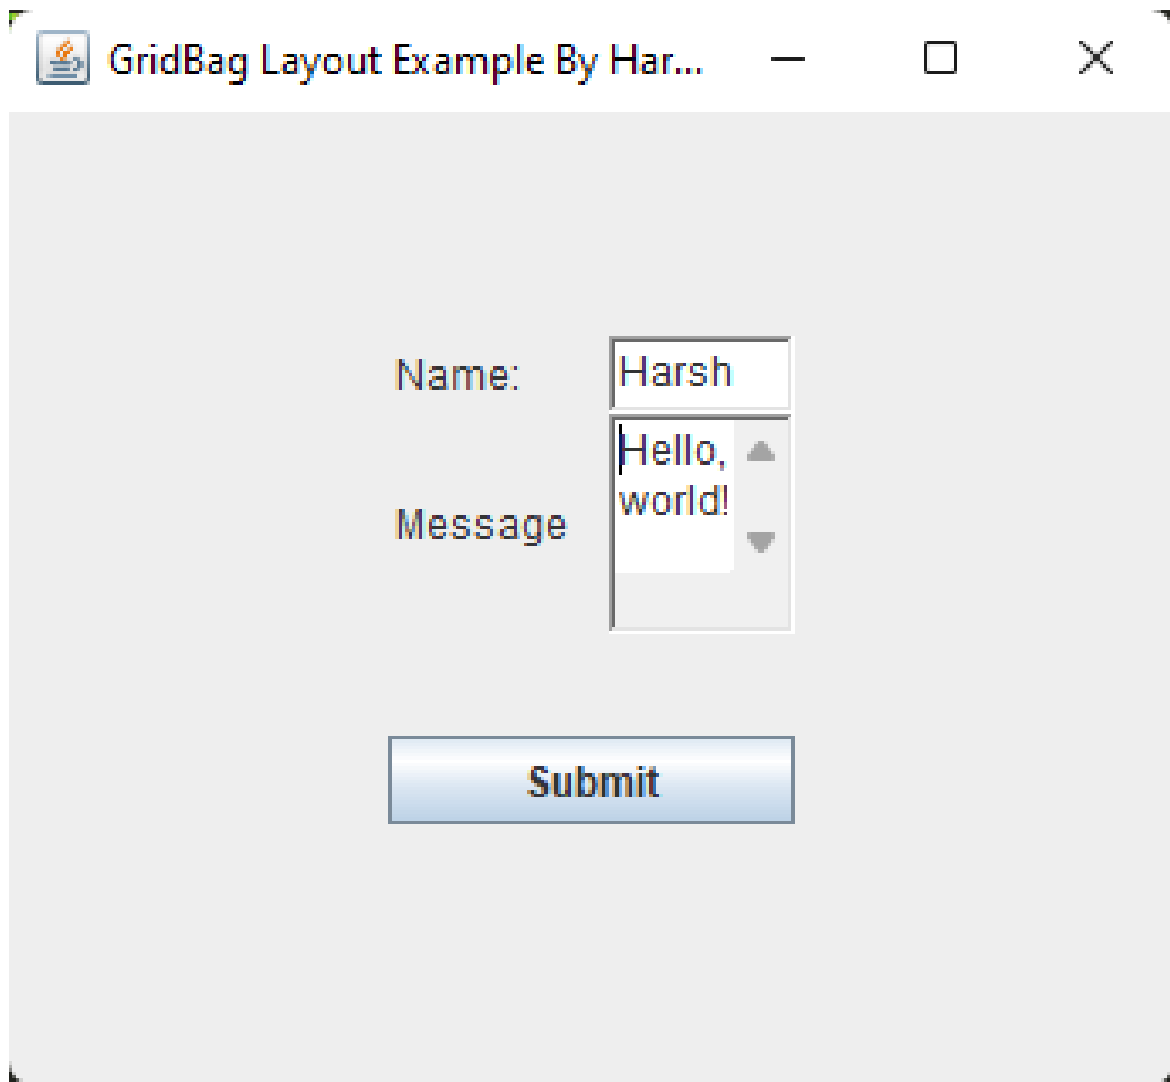 GridBag Layout Example By Har...
Name: Harsh
Hello,
world!
Message
Submit